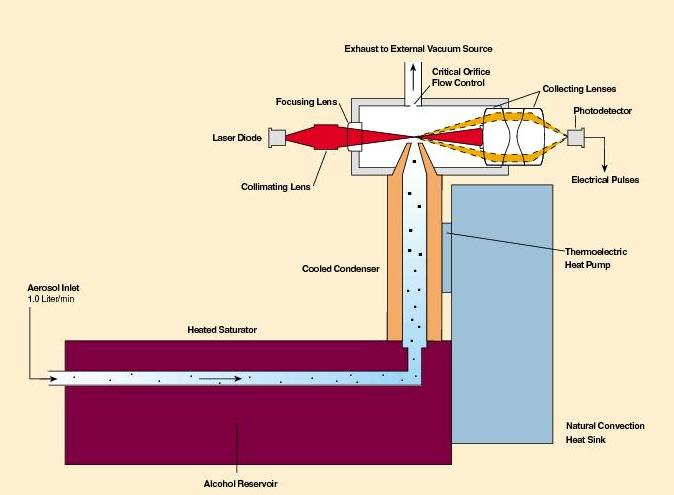 Exhaust to External Vacuum Source
Critical Orifice
Flow Control
Focusing Lens
Collecting Lenses
Photodetector
Laser Diode
Collimating Lens
Electrical Pulses
Thermoelectric
Heat Pump
Cooled Condenser
Aerosol Inlet
1.0 Liter/min
Heated Saturator
Natural Convection
Heat Sink
Alcohol Reservoir